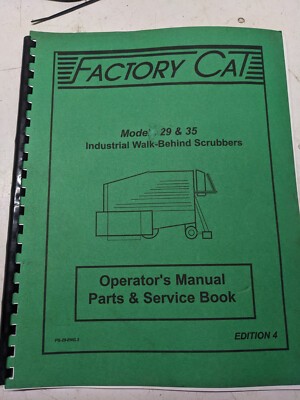 FACTORY CAT
Model 29 & 35
Industrial Walk-Behind Scrubbers
Operator's Manual
Parts & Service Book
EDITION 4